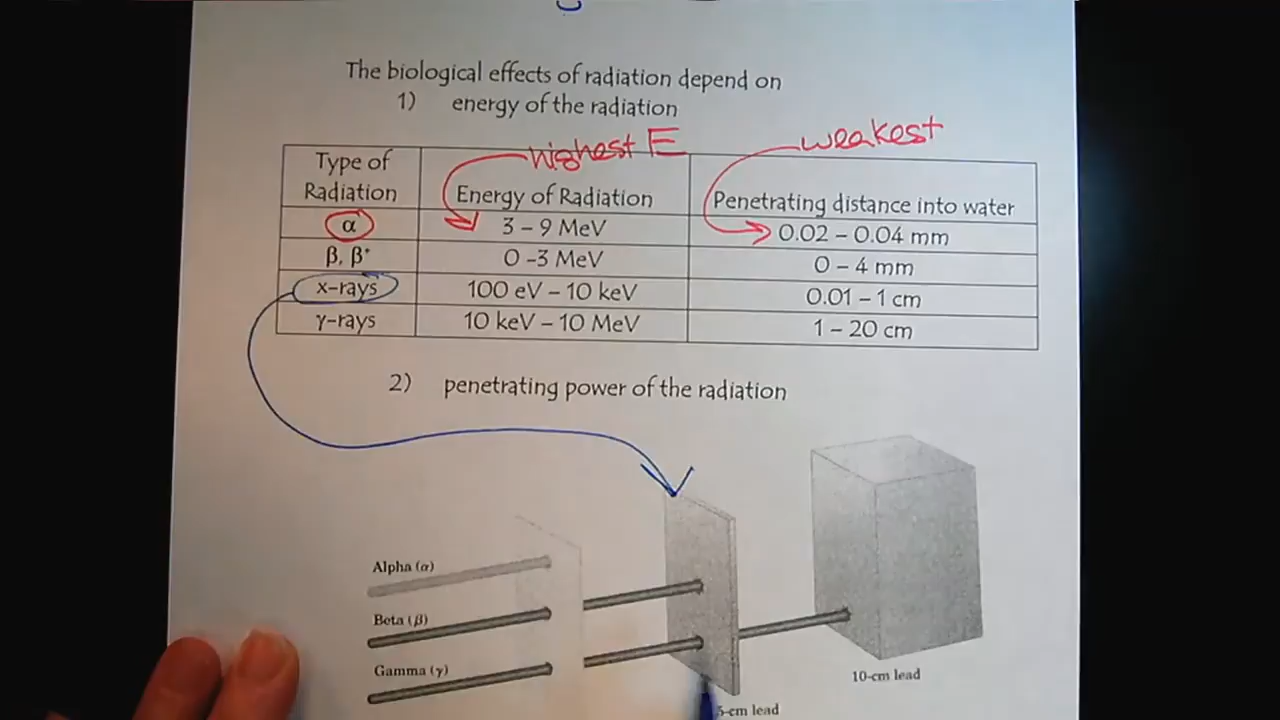 The biological effects of radiation depend on
1) energy of the radiation
highest E
weakest
Type of Radiation
Energy of Radiation
Penetrating distance into water
α
3 – 9 MeV
0.02 – 0.04 mm
β, β⁺
0 -3 MeV
0 – 4 mm
x-rays
100 eV – 10 keV
0.01 – 1 cm
γ-rays
10 keV – 10 MeV
1 – 20 cm
2) penetrating power of the radiation
Alpha (α)
Beta (β)
Gamma (γ)
10-cm lead
5-cm lead